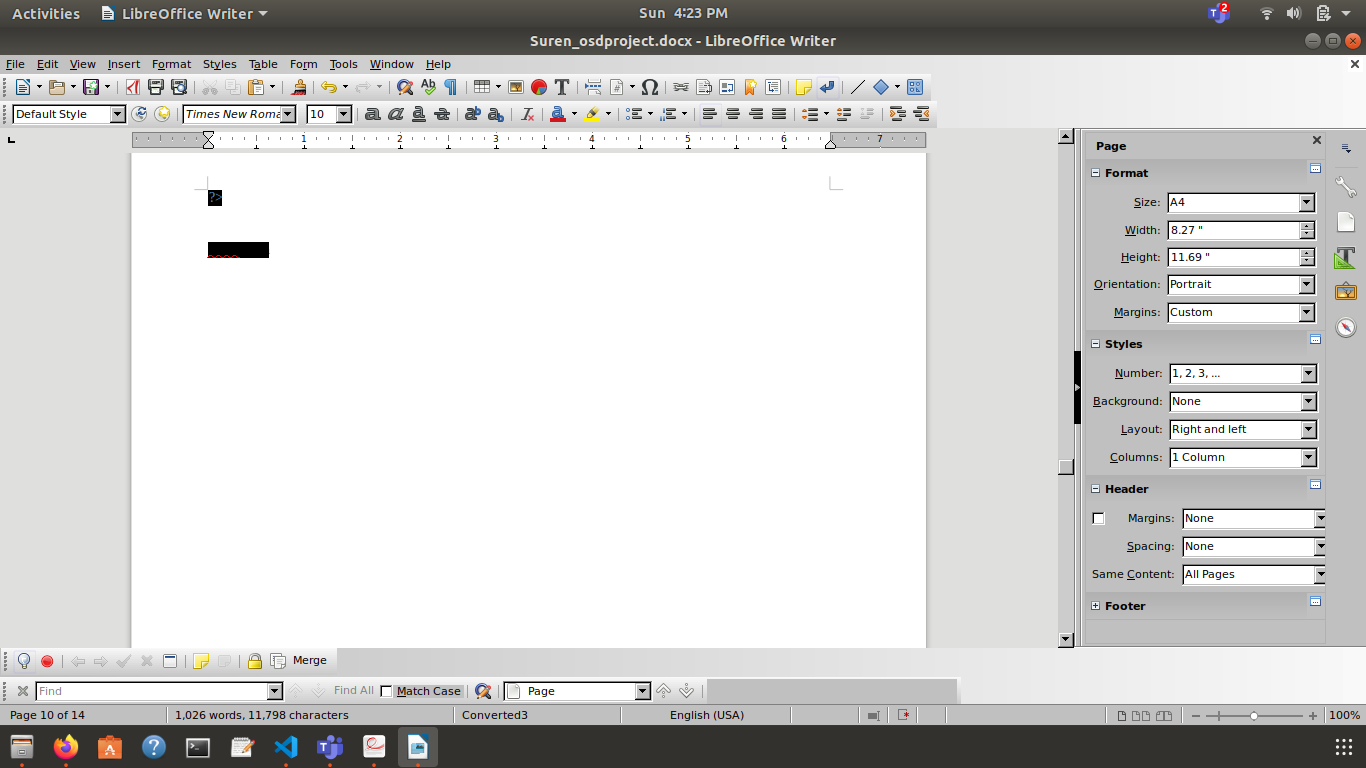 Activities LibreOffice Writer Sun 4:23 PM 2
Suren_osdproject.docx - LibreOffice Writer
File Edit View Insert Format Styles Table Form Tools Window Help
Default Style Times New Roma 10
1 2 3 4 5 6 7
?>
Page
Format
Size: A4
Width: 8.27 "
Height: 11.69 "
Orientation: Portrait
Margins: Custom
Styles
Number: 1, 2, 3, ...
Background: None
Layout: Right and left
Columns: 1 Column
Header
Margins: None
Spacing: None
Same Content: All Pages
Footer
Merge
Find Find All Match Case Page
Page 10 of 14 1,026 words, 11,798 characters Converted3 English (USA) 100%